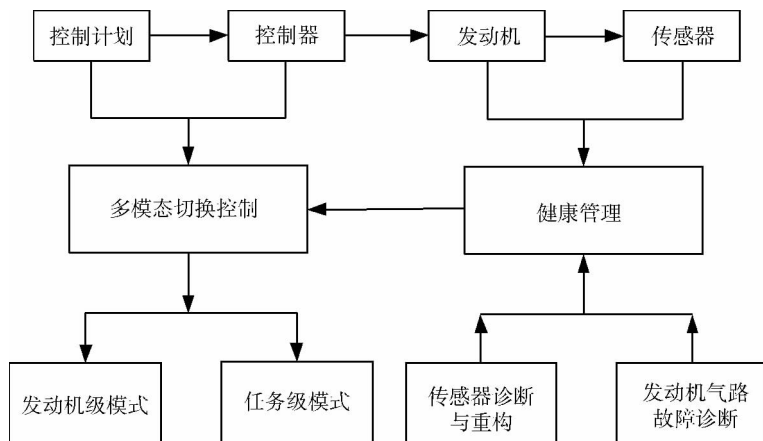 控制计划
控制器
发动机
传感器
多模态切换控制
健康管理
发动机级模式
任务级模式
传感器诊断
与重构
发动机气路
故障诊断